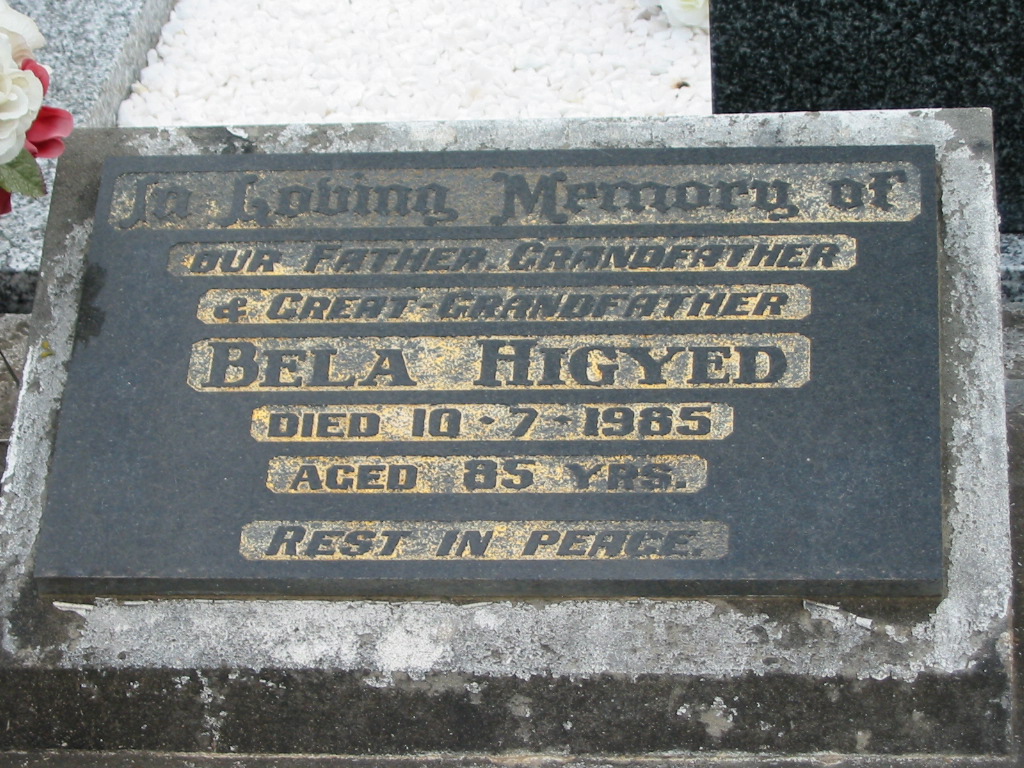 In Loving Memory of
OUR FATHER, GRANDFATHER
& GREAT-GRANDFATHER
BELA HIGYED
DIED 10 · 7 · 1985
AGED 85 YRS.
REST IN PEACE.